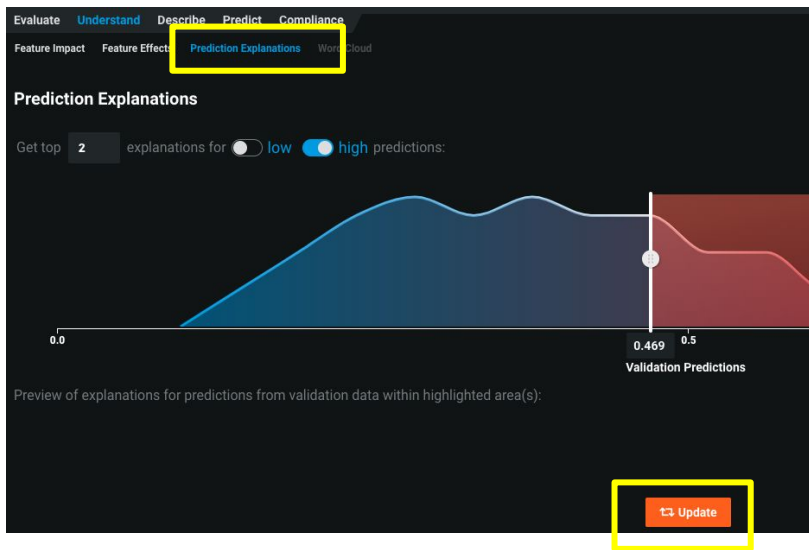 Evaluate Understand Describe Predict Compliance
Feature Impact Feature Effects Prediction Explanations Word Cloud
Prediction Explanations
Get top 2 explanations for low high predictions:
0.0
0.469 0.5
Validation Predictions
Preview of explanations for predictions from validation data within highlighted area(s):
Update